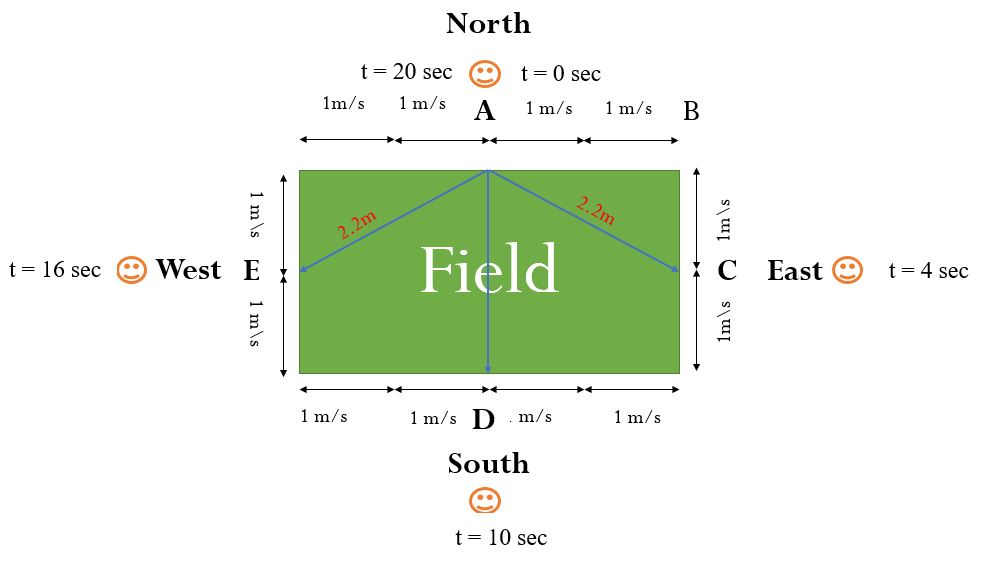 North
t = 20 sec t = 0 sec
1m/s 1 m/s A 1 m/s 1 m/s B
1 m\s 2.2m 2.2m 1m\s
t = 16 sec West E Field C East t = 4 sec
1 m\s 1m\s
1 m/s 1 m/s D . m/s 1 m/s
South
t = 10 sec